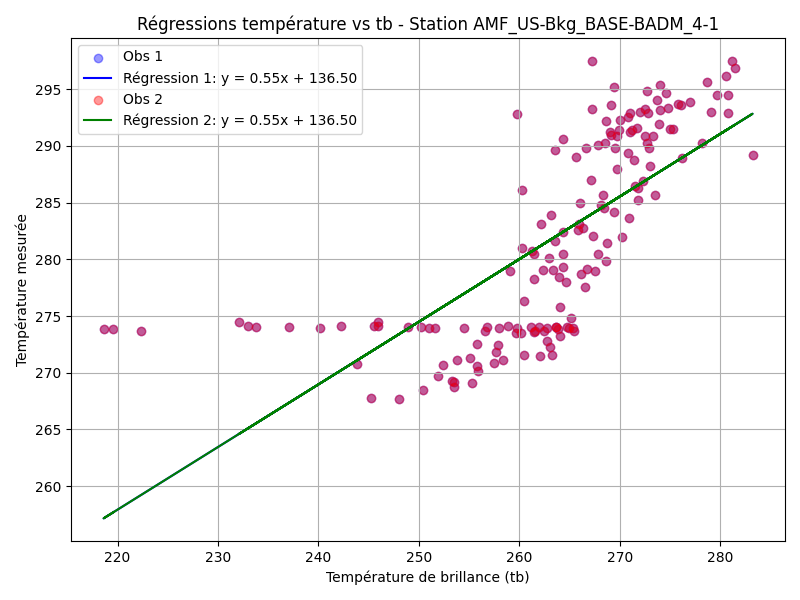 Régressions température vs tb - Station AMF_US-Bkg_BASE-BADM_4-1
Obs 1
Régression 1: y = 0.55x + 136.50
Obs 2
Régression 2: y = 0.55x + 136.50
Température mesurée
295
290
285
280
275
270
265
260
220
230
240
250
260
270
280
Température de brillance (tb)